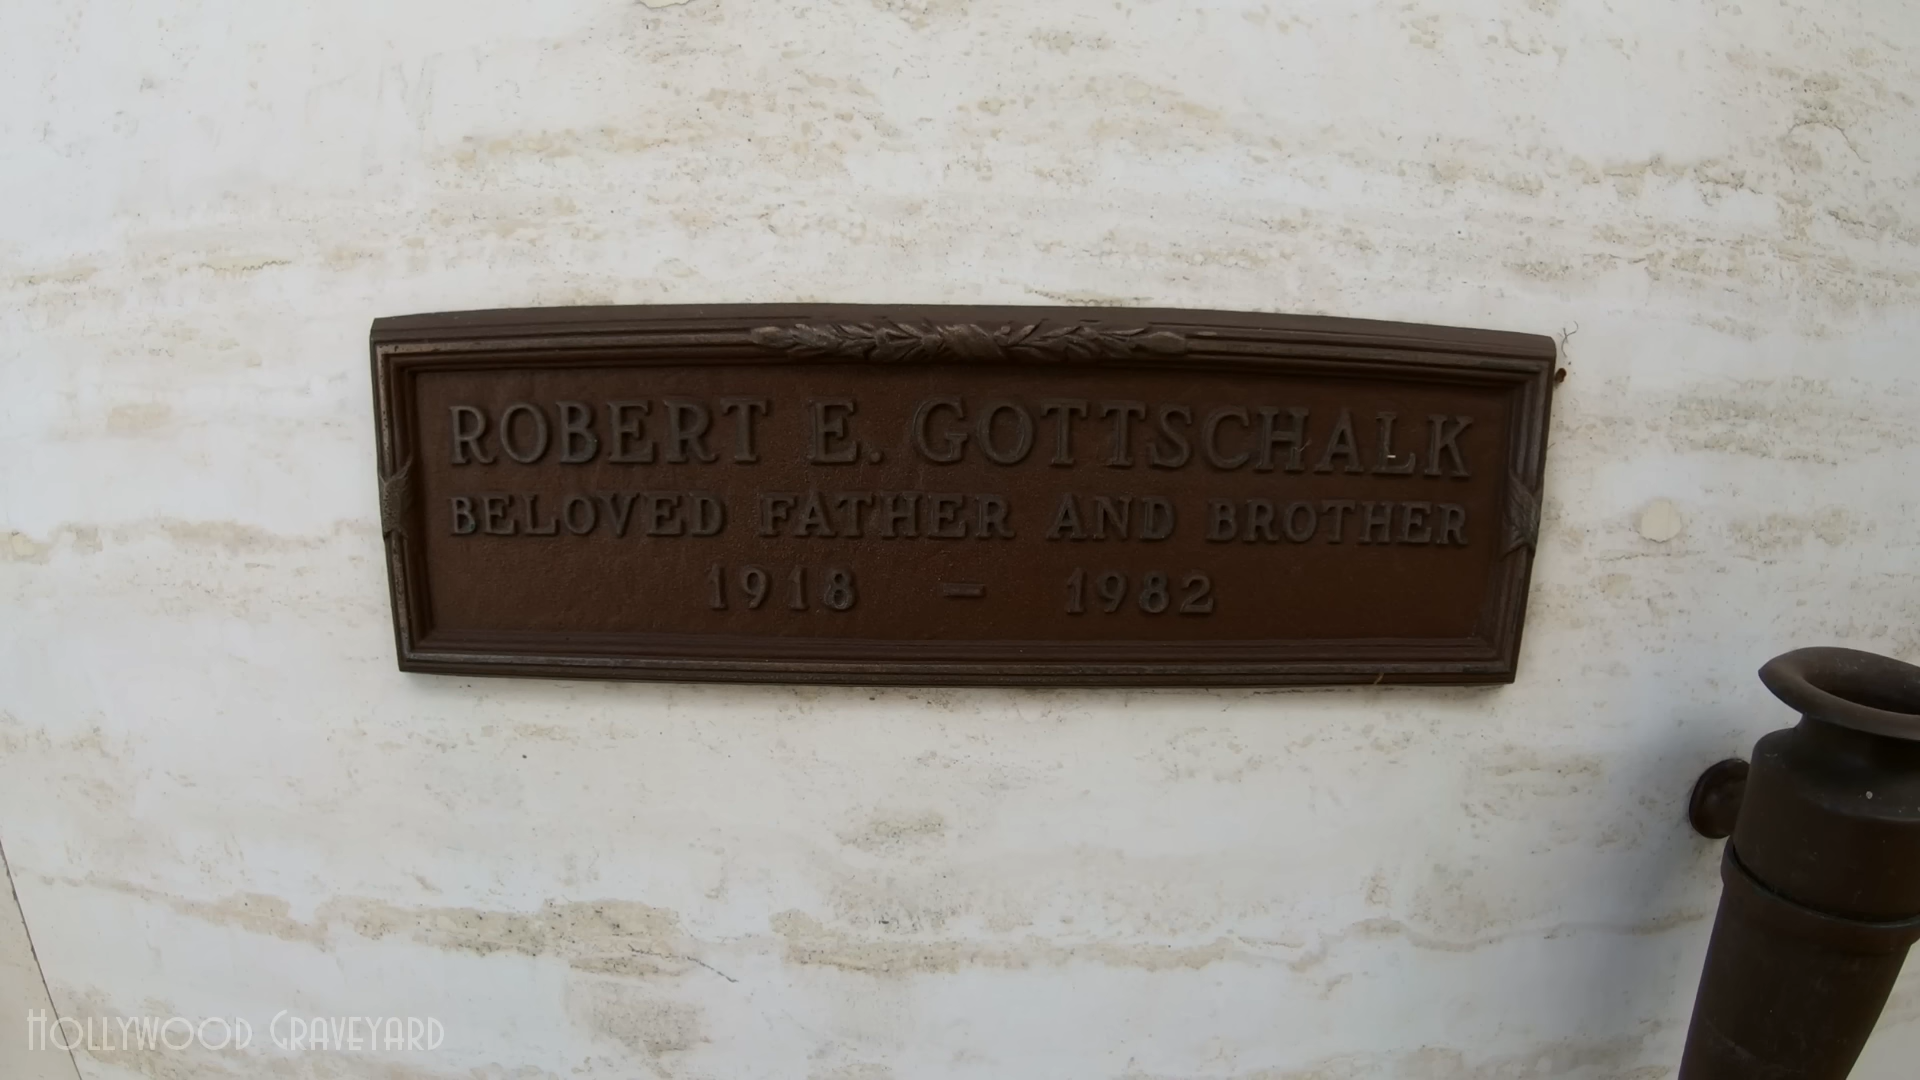 ROBERT E. GOTTSCHALK
BELOVED FATHER AND BROTHER
1918 – 1982
HOLLYWOOD GRAVEYARD